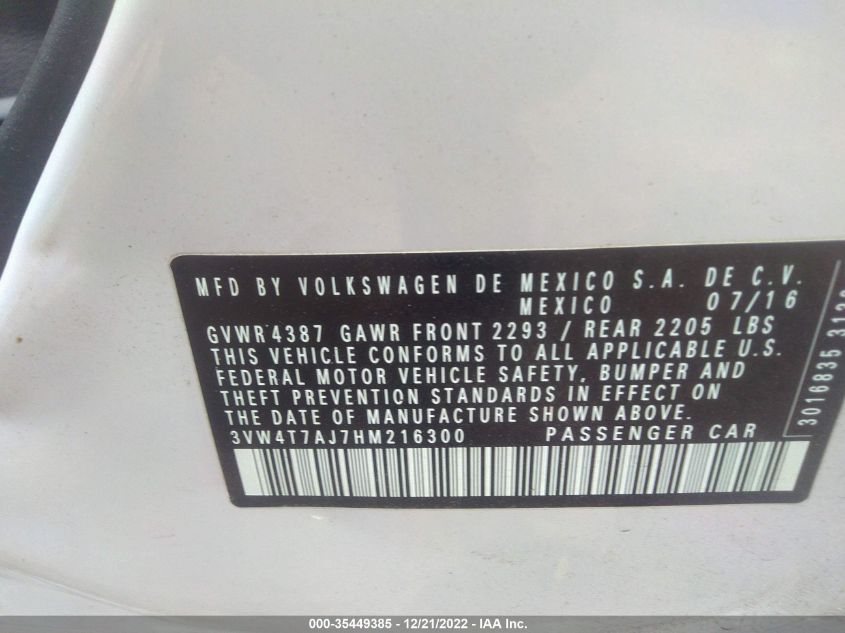 MFD BY VOLKSWAGEN DE MEXICO S.A. DE C.V.
MEXICO 07/16
GVWR 4387 GAWR FRONT 2293 / REAR 2205 LBS
THIS VEHICLE CONFORMS TO ALL APPLICABLE U.S.
FEDERAL MOTOR VEHICLE SAFETY, BUMPER AND
THEFT PREVENTION STANDARDS IN EFFECT ON
THE DATE OF MANUFACTURE SHOWN ABOVE.
3VW4T7AJ7HM216300 PASSENGER CAR
3016835
000-35449385 - 12/21/2022 - IAA Inc.